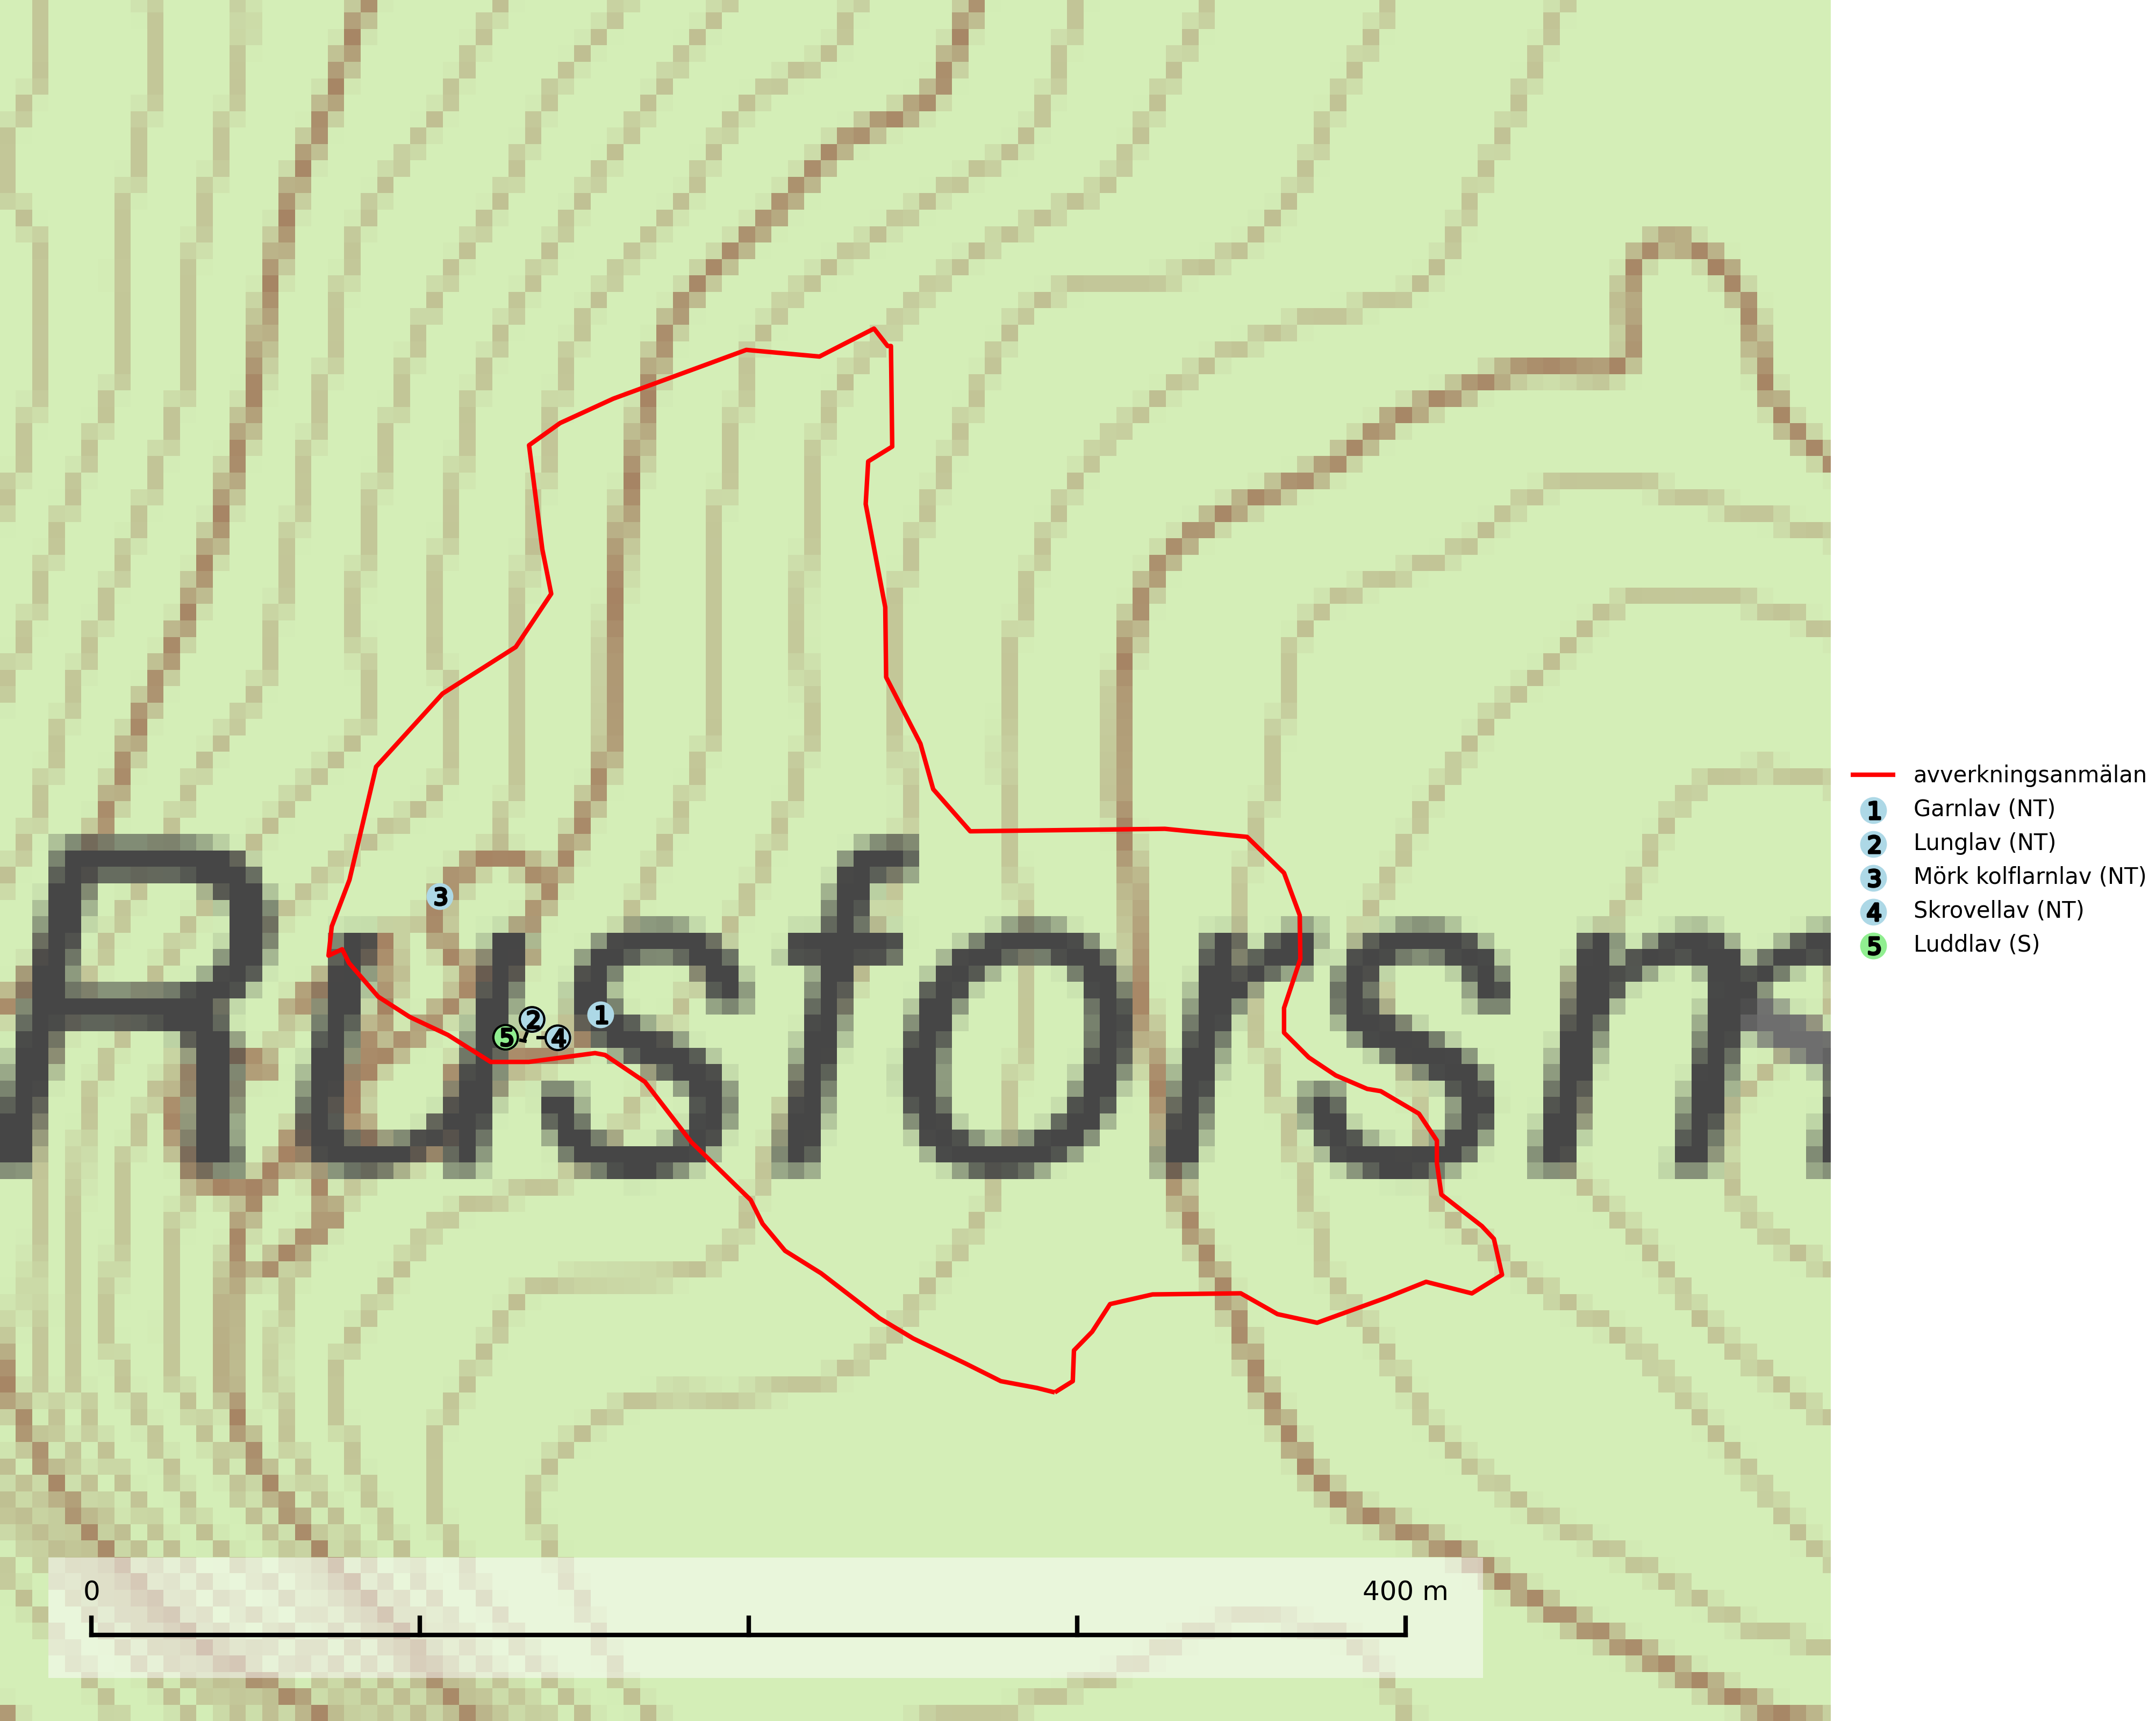 Rusforsm
3
1
2
5
4
avverkningsanmälan
1 Garnlav (NT)
2 Lunglav (NT)
3 Mörk kolflarnlav (NT)
4 Skrovellav (NT)
5 Luddlav (S)
0 400 m